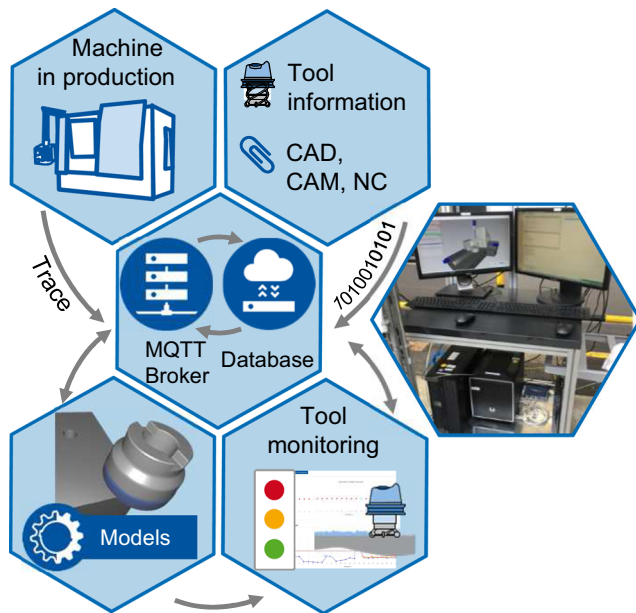 Machine
in production
Tool
information
CAD,
CAM, NC
Trace
7010010101
MQTT
Broker
Database
Tool
monitoring
Models